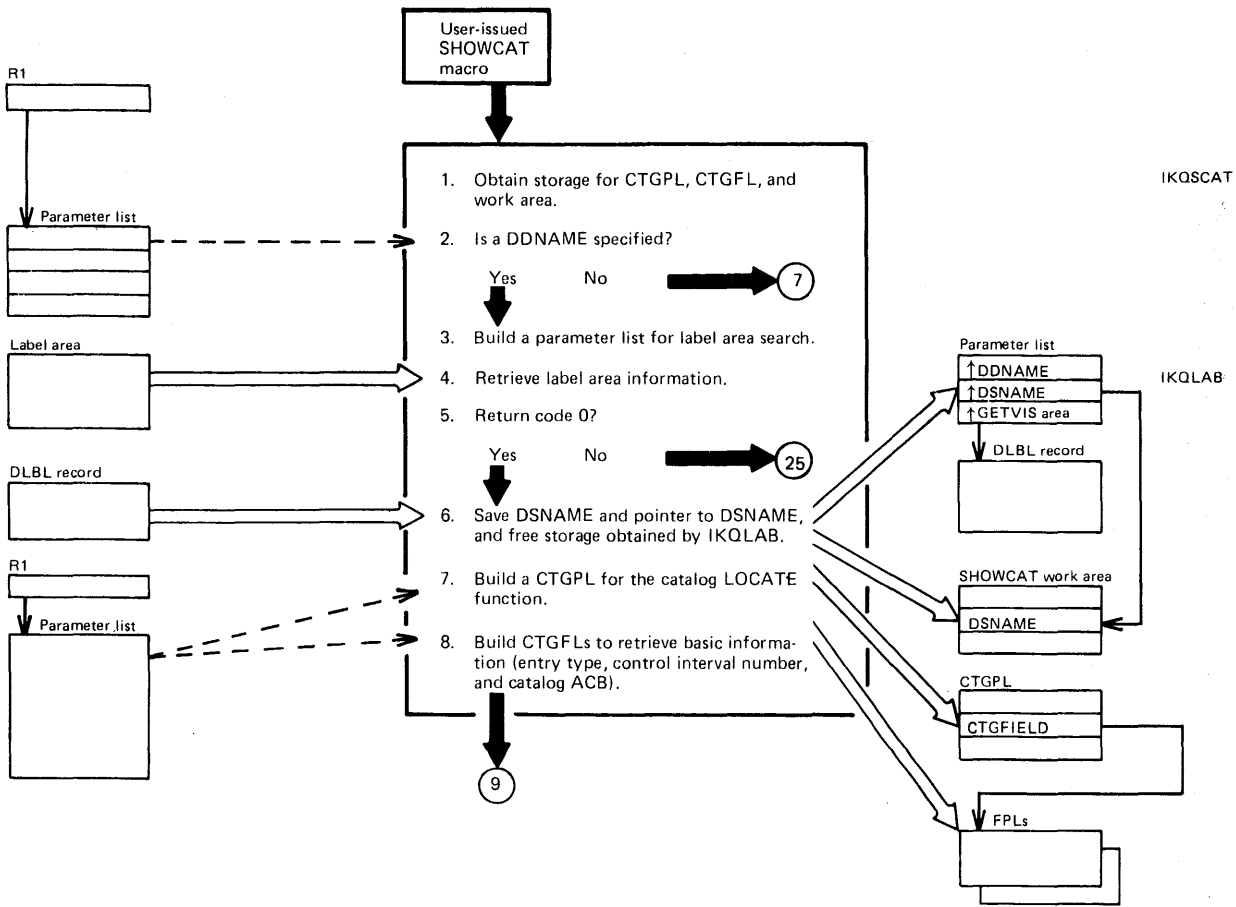 User-issued
SHOWCAT
macro
R1
1. Obtain storage for CTGPL, CTGFL, and
work area.
IKQSCAT
Parameter list
2. Is a DDNAME specified?
Yes No 7
3. Build a parameter list for label area search.
Label area
Parameter list
↑DDNAME
4. Retrieve label area information.
IKQLAB
↑DSNAME
5. Return code 0?
↑GETVIS area
Yes No 25
DLBL record
DLBL record
6. Save DSNAME and pointer to DSNAME,
and free storage obtained by IKQLAB.
R1
7. Build a CTGPL for the catalog LOCATE
function.
SHOWCAT work area
DSNAME
Parameter list
8. Build CTGFLs to retrieve basic informa-
tion (entry type, control interval number,
and catalog ACB).
CTGPL
CTGFIELD
9
FPLs